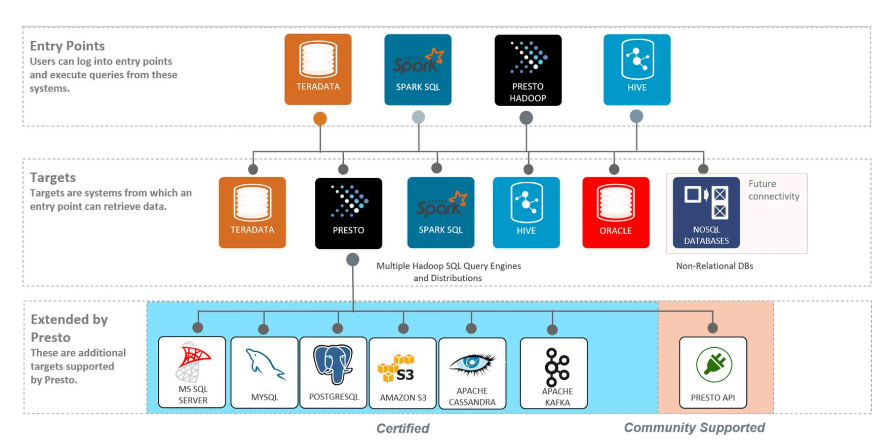 Entry Points
Users can log into entry points
and execute queries from these
systems.
TERADATA
Spark
SPARK SQL
PRESTO
HADOOP
HIVE
Targets
Targets are systems from which an
entry point can retrieve data.
TERADATA
PRESTO
Spark
SPARK SQL
HIVE
ORACLE
NOSQL
DATABASES
Future
connectivity
Multiple Hadoop SQL Query Engines
and Distributions
Non-Relational DBs
Extended by
Presto
These are additional
targets supported
by Presto.
MS SQL
SERVER
MYSQL
POSTGRESQL
S3
AMAZON S3
APACHE
CASSANDRA
APACHE
KAFKA
PRESTO API
Certified
Community Supported